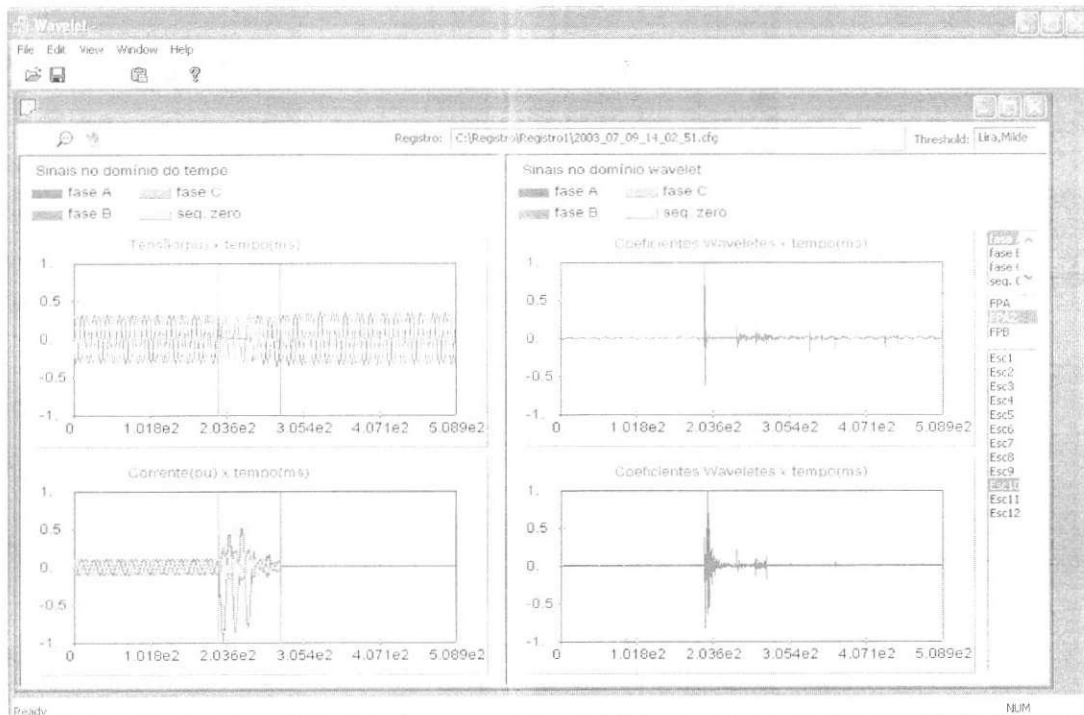 Wavelet
File Edit View Window Help
Registro: C:\Registro\Registro1\2003_07_09_14_02_51.cfg
Threshold: Lira,Milde
Sinais no domínio do tempo
fase A fase C
fase B seq. zero
Tensão(pu) x tempo(ms)
1.
0.5
0.
-0.5
-1.
0 1.018e2 2.036e2 3.054e2 4.071e2 5.089e2
Corrente(pu) x tempo(ms)
1.
0.5
0.
-0.5
-1.
0 1.018e2 2.036e2 3.054e2 4.071e2 5.089e2
Sinais no domínio wavelet
fase A fase C
fase B seq. zero
Coeficientes Waveletes x tempo(ms)
1.
0.5
0.
-0.5
-1.
0 1.018e2 2.036e2 3.054e2 4.071e2 5.089e2
Coeficientes Waveletes x tempo(ms)
1.
0.5
0.
-0.5
-1.
0 1.018e2 2.036e2 3.054e2 4.071e2 5.089e2
fase
fase
fase
seq.
FPA
FPA2
FPB
Esc1
Esc2
Esc3
Esc4
Esc5
Esc6
Esc7
Esc8
Esc9
Esc10
Esc11
Esc12
Ready
NUM